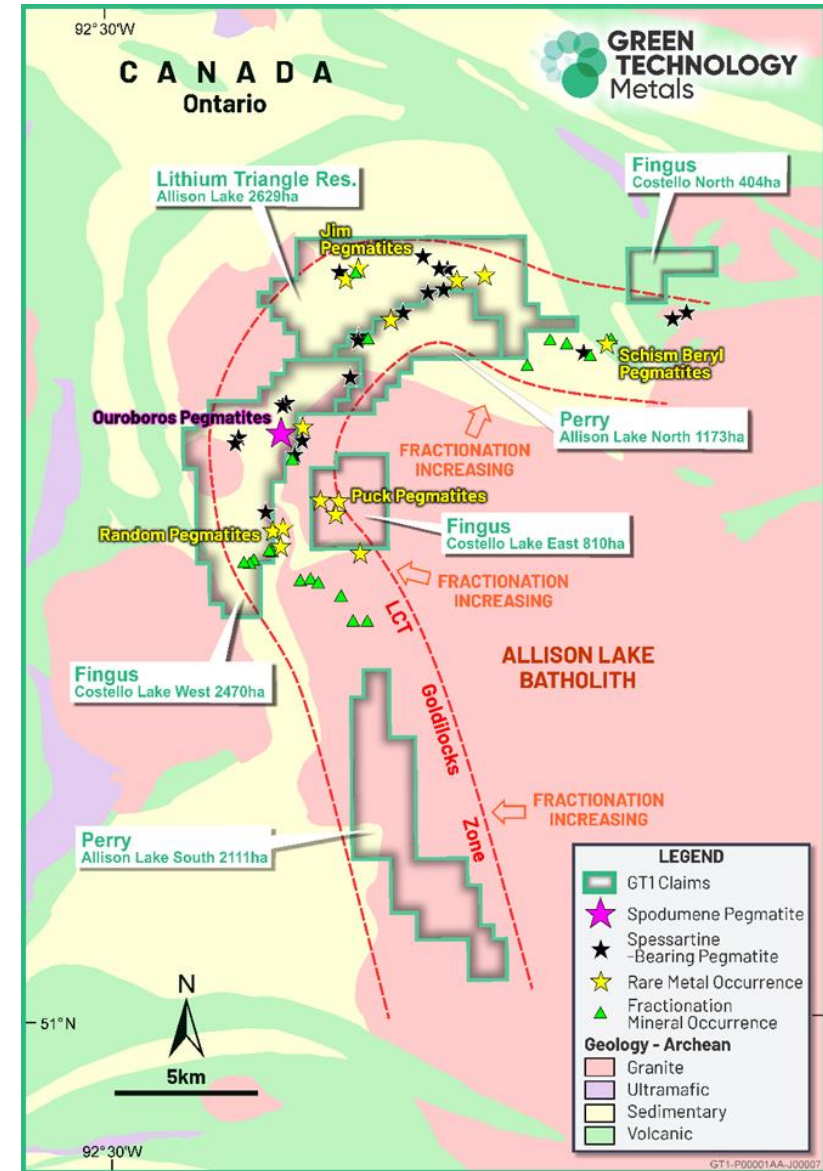 92°30'W
CANADA
Ontario
GREEN
TECHNOLOGY
Metals
Lithium Triangle Res.
Allison Lake 2629ha
Fingus
Costello North 404ha
Jim
Pegmatites
Schism Beryl
Pegmatites
Ouroboros Pegmatites
Perry
Allison Lake North 1173ha
FRACTIONATION
INCREASING
Puck Pegmatites
Random Pegmatites
Fingus
Costello Lake East 810ha
FRACTIONATION
INCREASING
LCT
Goldilocks
Zone
ALLISON LAKE
BATHOLITH
Fingus
Costello Lake West 2470ha
FRACTIONATION
INCREASING
Perry
Allison Lake South 2111ha
LEGEND
GT1 Claims
Spodumene Pegmatite
Spessartine
-Bearing Pegmatite
Rare Metal Occurrence
Fractionation
Mineral Occurrence
Geology - Archean
Granite
Ultramafic
Sedimentary
Volcanic
N
51°N
5km
92°30'W
GT1-P00001AA-J00007